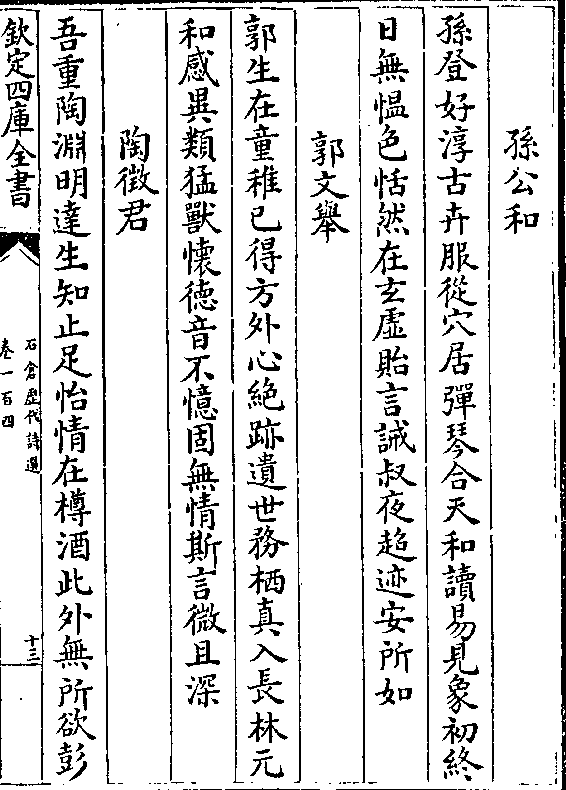 孫公和
孫登好淳古卉服從穴居彈琴合天和讀易見象初終
日無慍色恬然在玄虛貽言誡叔夜超迹安所如
郭文舉
郭生在童稚已得方外心絶跡遺世務栖真入長林元
和感異類猛獸懷德音不憶固無情斯言微且深
陶徵君
吾重陶淵明達生知止足怡情在樽酒此外無所欲彭
欽定四庫全書
石倉歷代詩選
卷一百四
十三